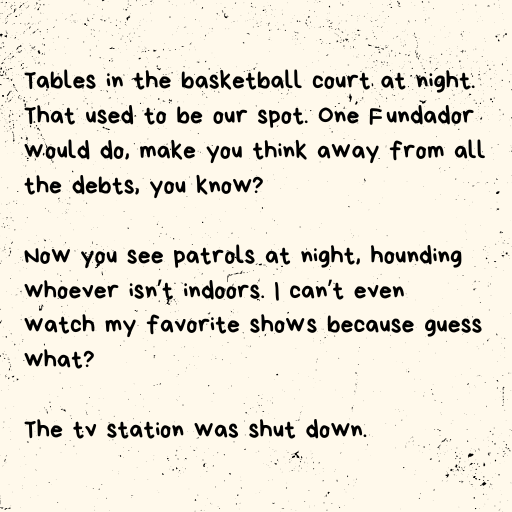 Tables in the basketball court at night.
That used to be our spot. One Fundador
would do, make you think away from all
the debts, you know?
Now you see patrols at night, hounding
whoever isn't indoors. I can't even
watch my favorite shows because guess
what?
The tv station was shut down.